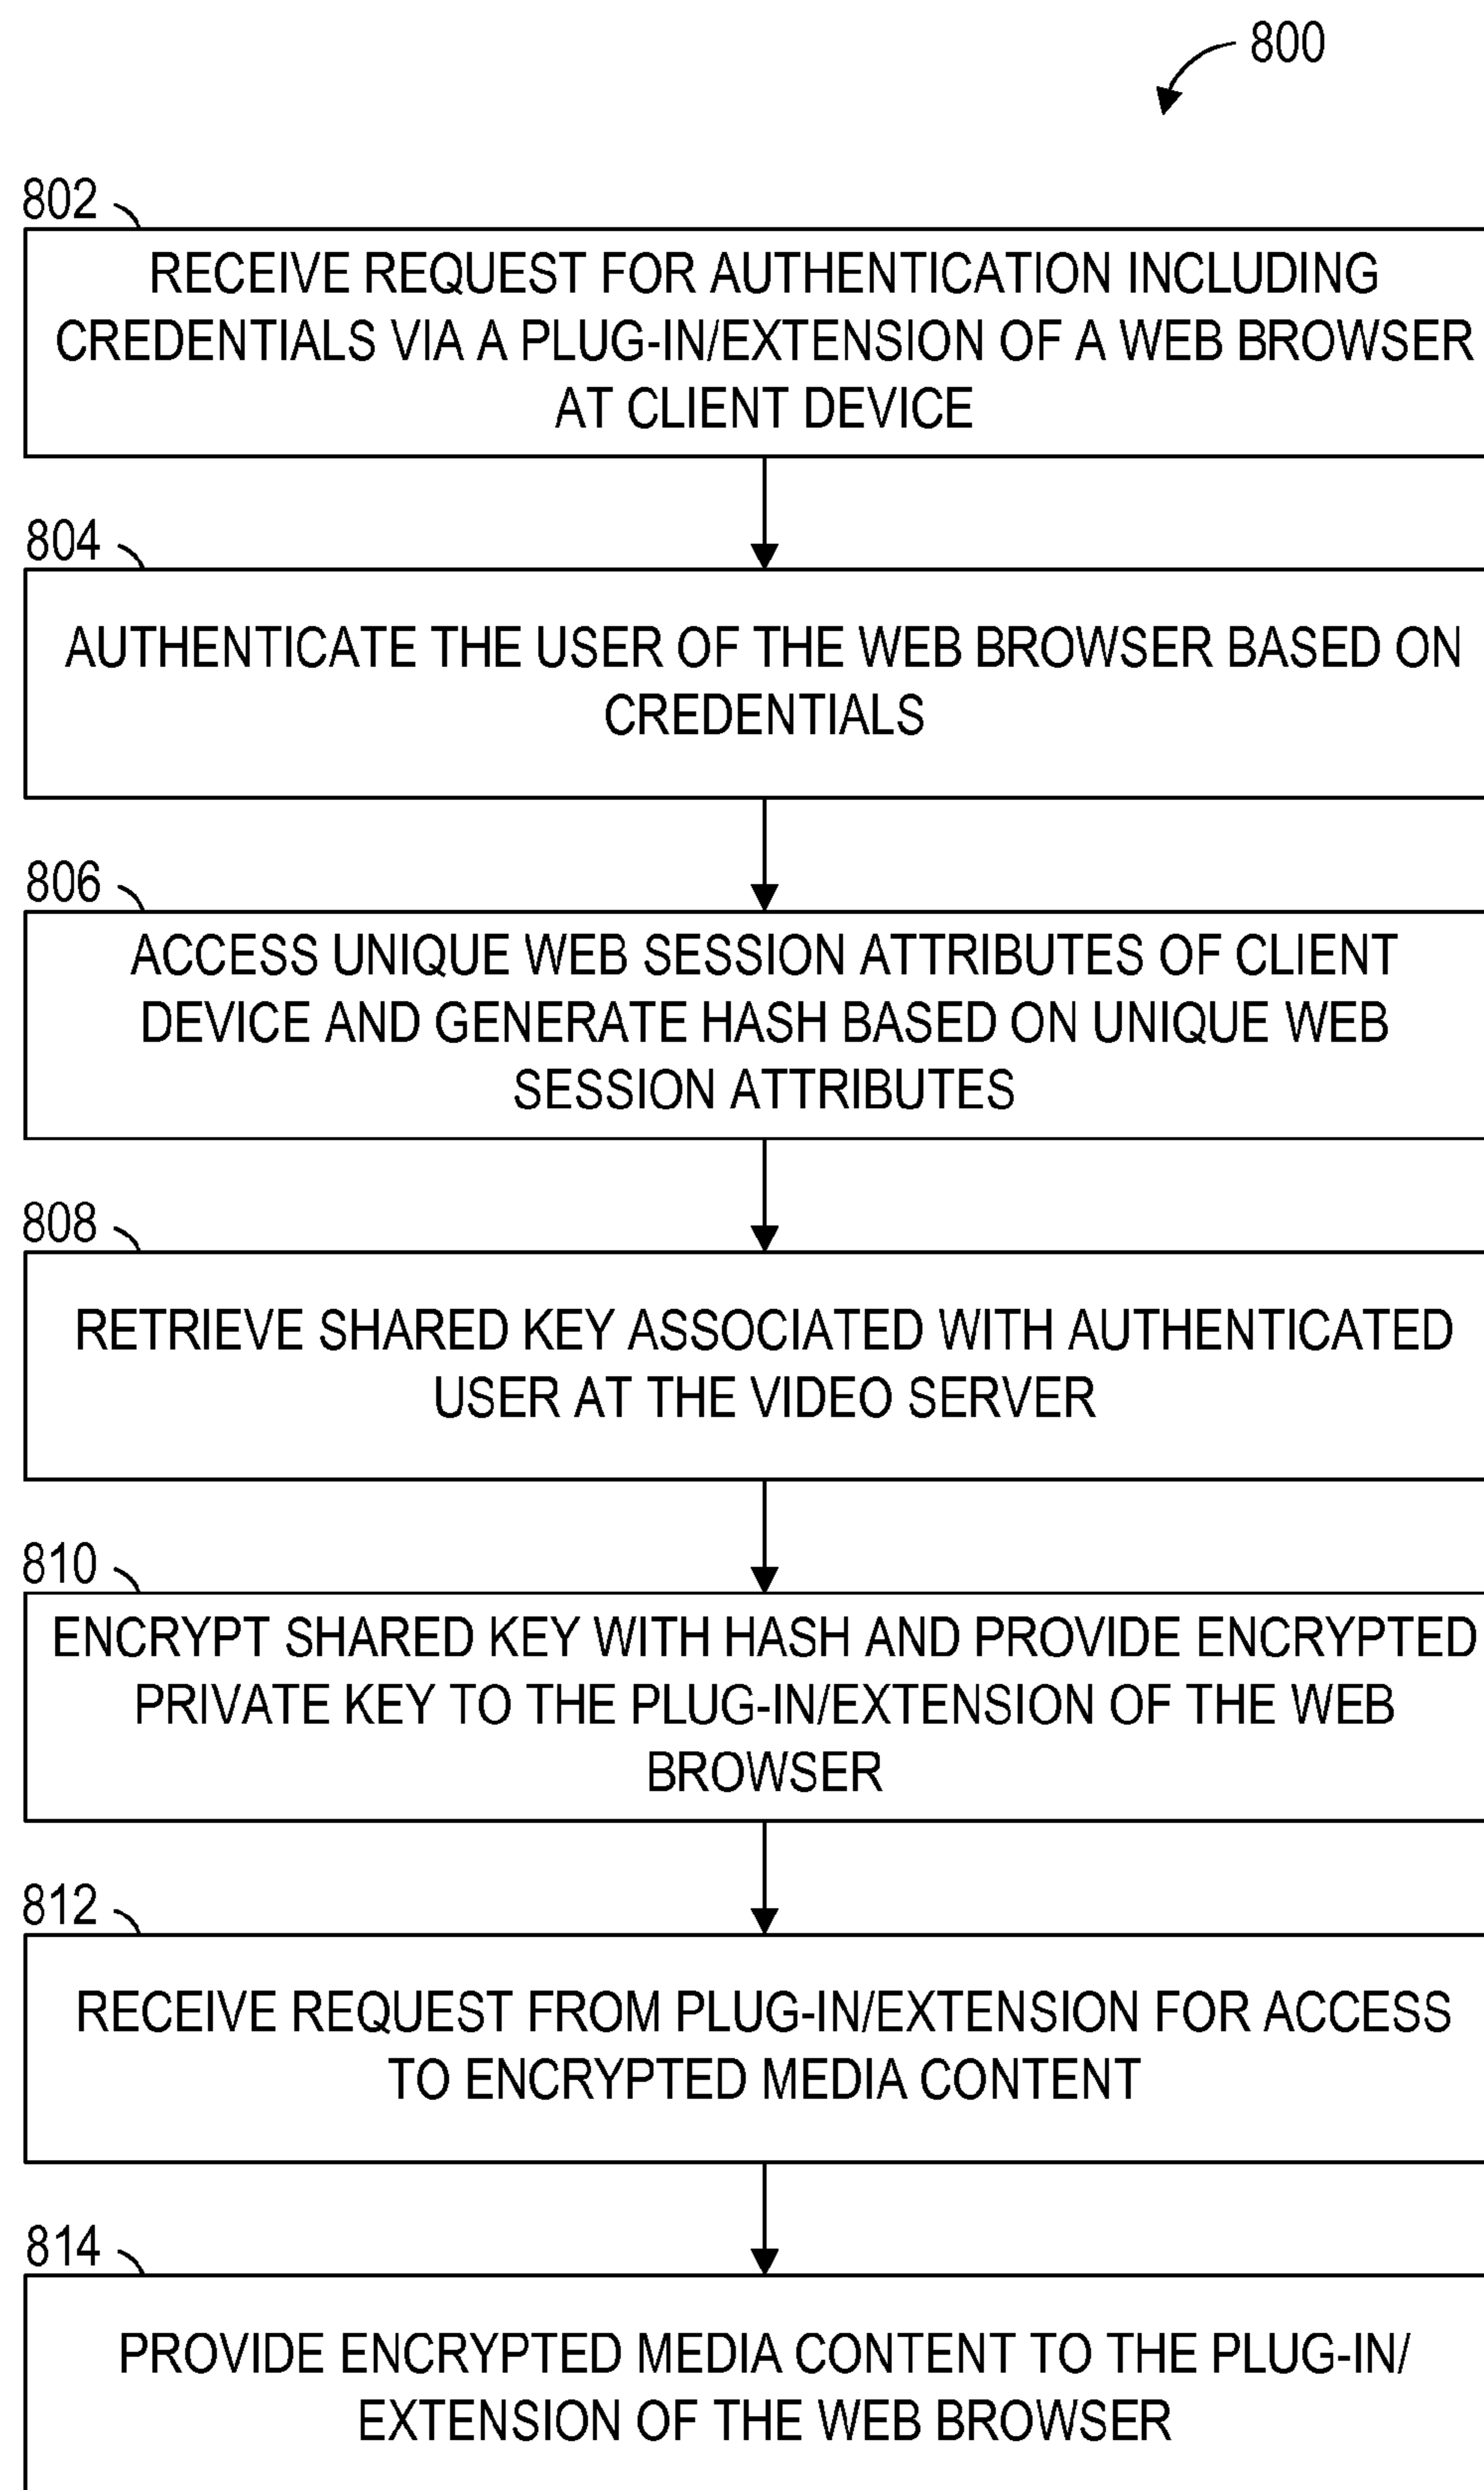 800
802
RECEIVE REQUEST FOR AUTHENTICATION INCLUDING
CREDENTIALS VIA A PLUG-IN/EXTENSION OF A WEB BROWSER
AT CLIENT DEVICE
804
AUTHENTICATE THE USER OF THE WEB BROWSER BASED ON
CREDENTIALS
806
ACCESS UNIQUE WEB SESSION ATTRIBUTES OF CLIENT
DEVICE AND GENERATE HASH BASED ON UNIQUE WEB
SESSION ATTRIBUTES
808
RETRIEVE SHARED KEY ASSOCIATED WITH AUTHENTICATED
USER AT THE VIDEO SERVER
810
ENCRYPT SHARED KEY WITH HASH AND PROVIDE ENCRYPTED
PRIVATE KEY TO THE PLUG-IN/EXTENSION OF THE WEB
BROWSER
812
RECEIVE REQUEST FROM PLUG-IN/EXTENSION FOR ACCESS
TO ENCRYPTED MEDIA CONTENT
814
PROVIDE ENCRYPTED MEDIA CONTENT TO THE PLUG-IN/
EXTENSION OF THE WEB BROWSER